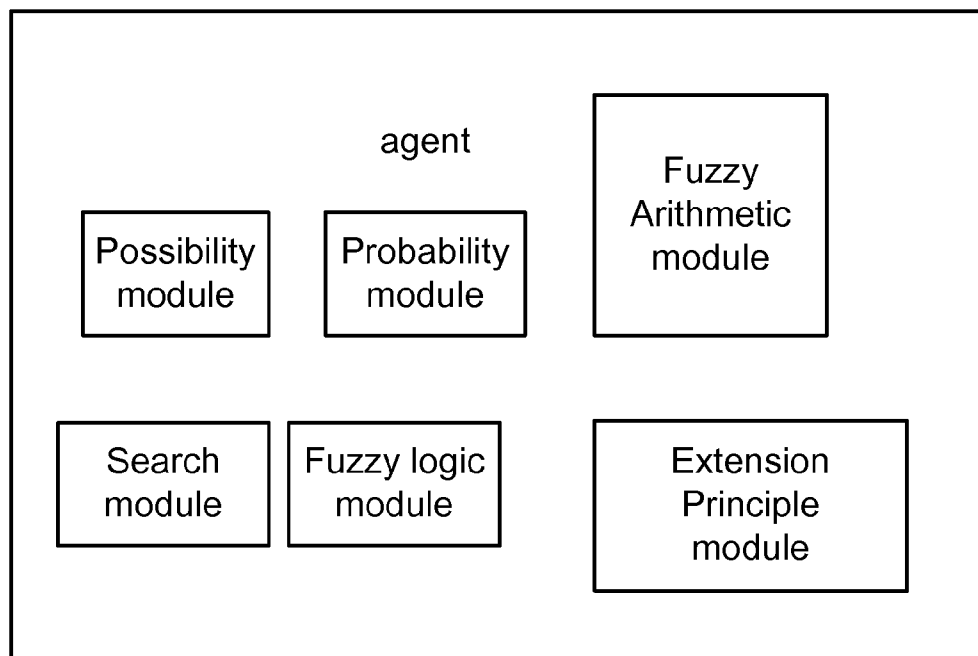 agent
Fuzzy
Arithmetic
module
Possibility
module
Probability
module
Search
module
Fuzzy logic
module
Extension
Principle
module